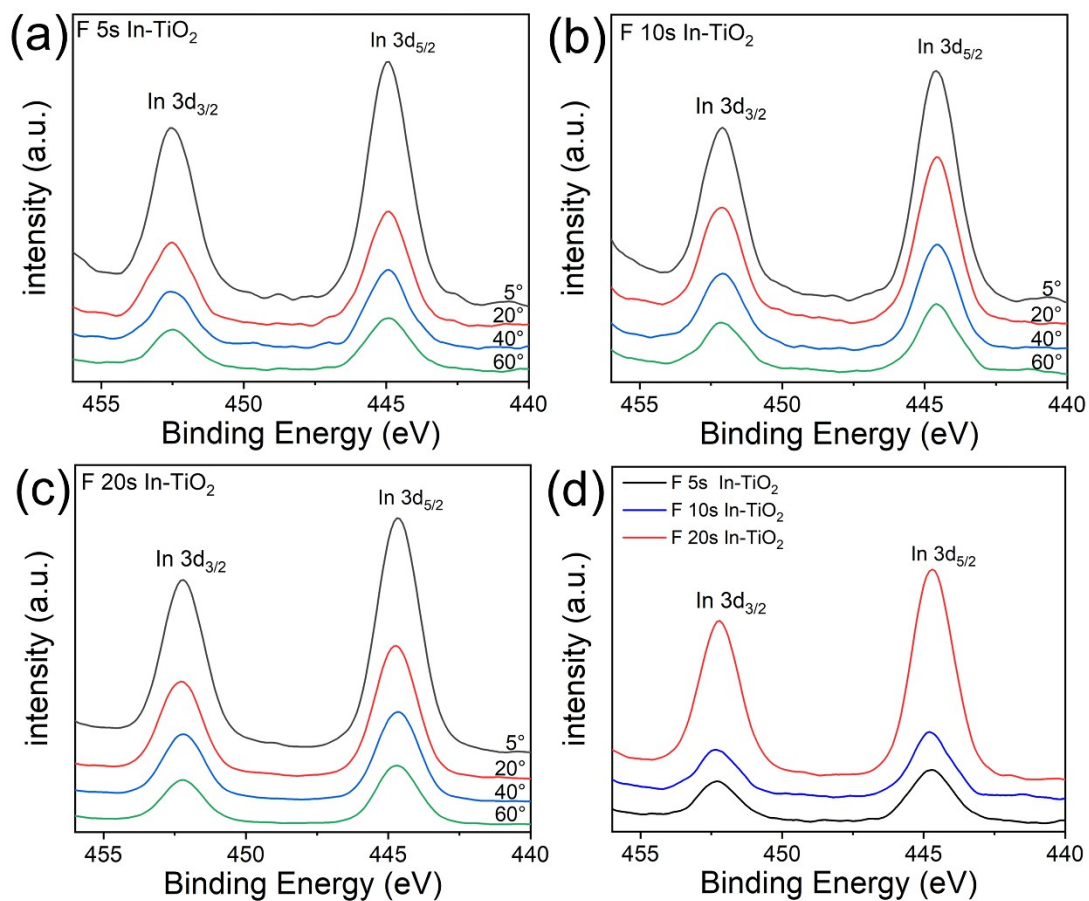 (a)
F 5s In-TiO₂
In 3d₃/₂
In 3d₅/₂
5°
20°
40°
60°
intensity (a.u.)
455 450 445 440
Binding Energy (eV)
(b)
F 10s In-TiO₂
In 3d₃/₂
In 3d₅/₂
5°
20°
40°
60°
intensity (a.u.)
455 450 445 440
Binding Energy (eV)
(c)
F 20s In-TiO₂
In 3d₃/₂
In 3d₅/₂
5°
20°
40°
60°
intensity (a.u.)
455 450 445 440
Binding Energy (eV)
(d)
F 5s In-TiO₂
F 10s In-TiO₂
F 20s In-TiO₂
In 3d₃/₂
In 3d₅/₂
intensity (a.u.)
455 450 445 440
Binding Energy (eV)